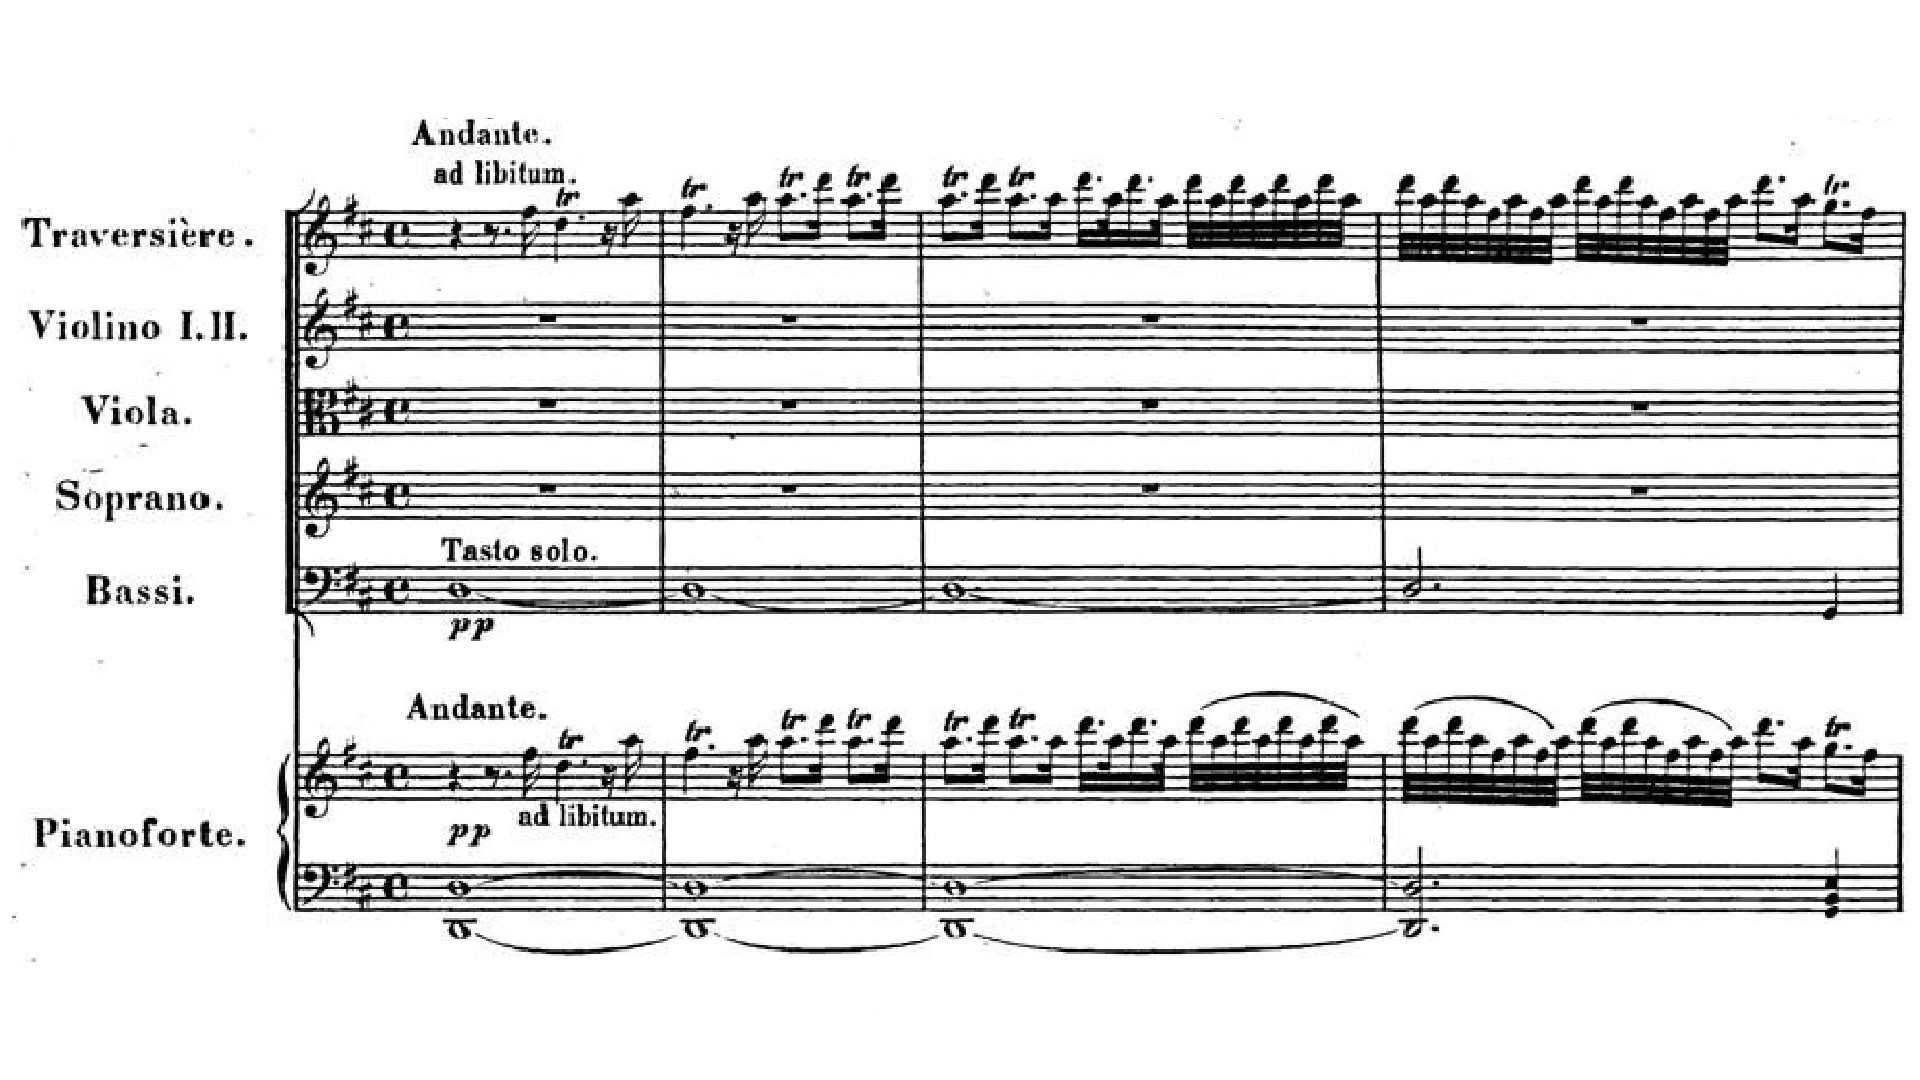 Andante.
ad libitum.
tr tr tr tr tr tr tr
Traversière.
Violino I. II.
Viola.
Soprano.
Tasto solo.
Bassi.
pp
Andante.
tr tr tr tr tr tr tr
ad libitum.
pp
Pianoforte.